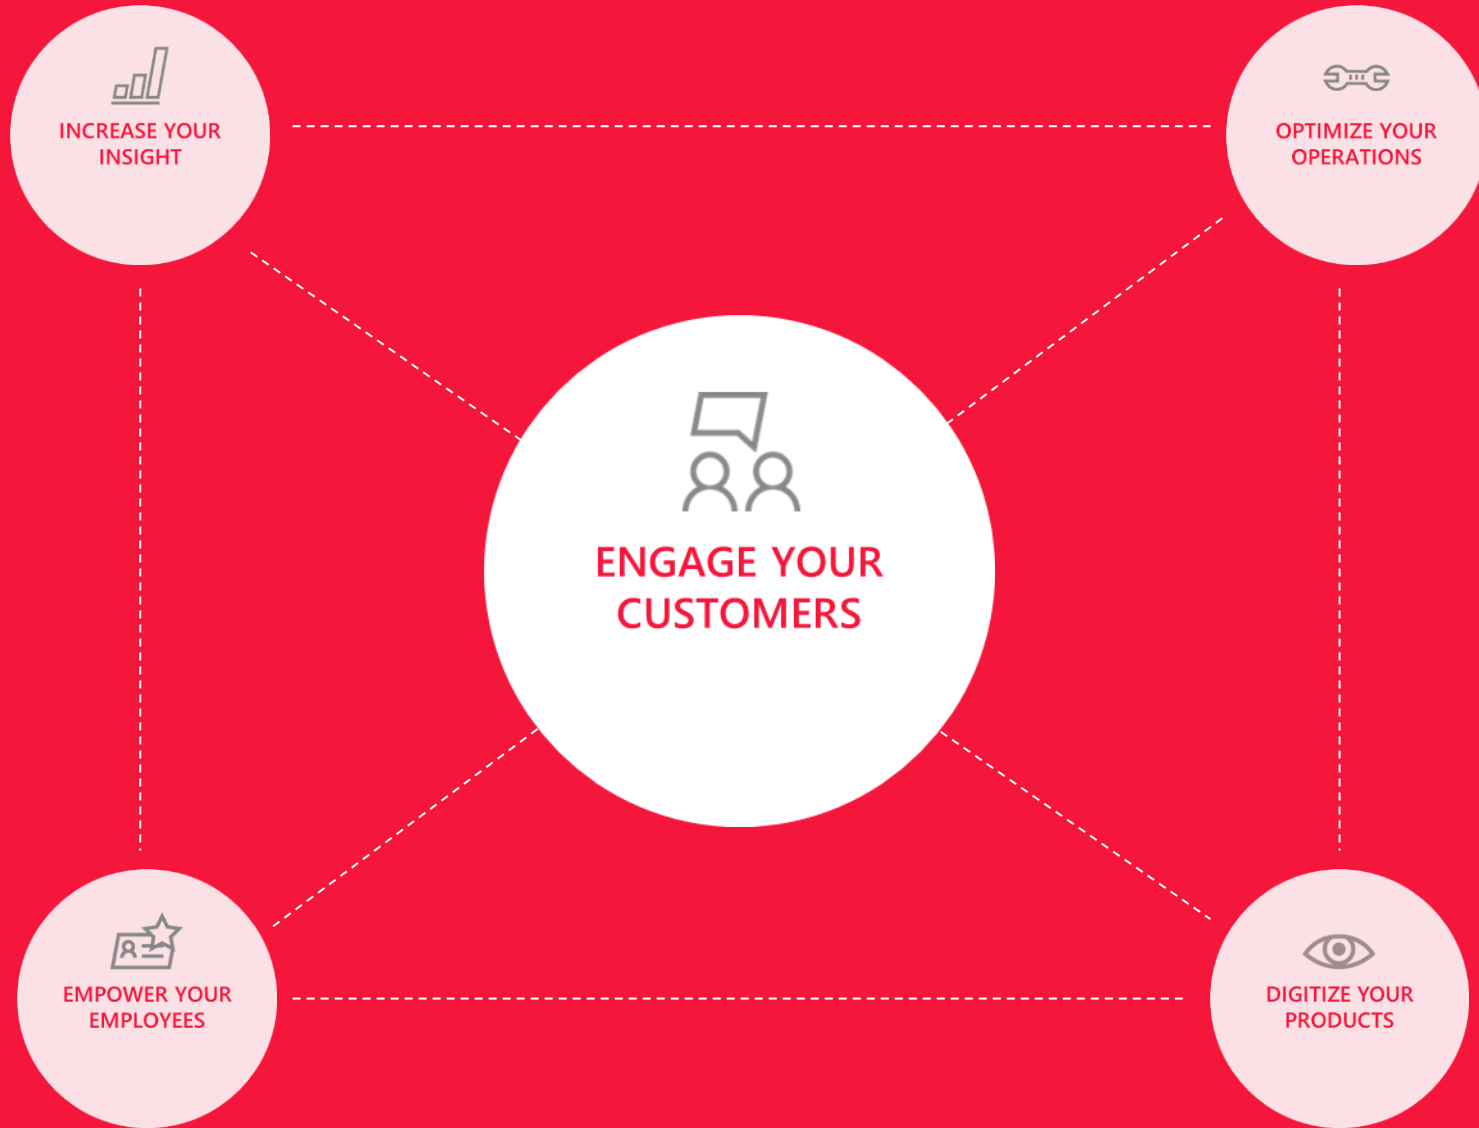 INCREASE YOUR
INSIGHT
OPTIMIZE YOUR
OPERATIONS
ENGAGE YOUR
CUSTOMERS
EMPOWER YOUR
EMPLOYEES
DIGITIZE YOUR
PRODUCTS